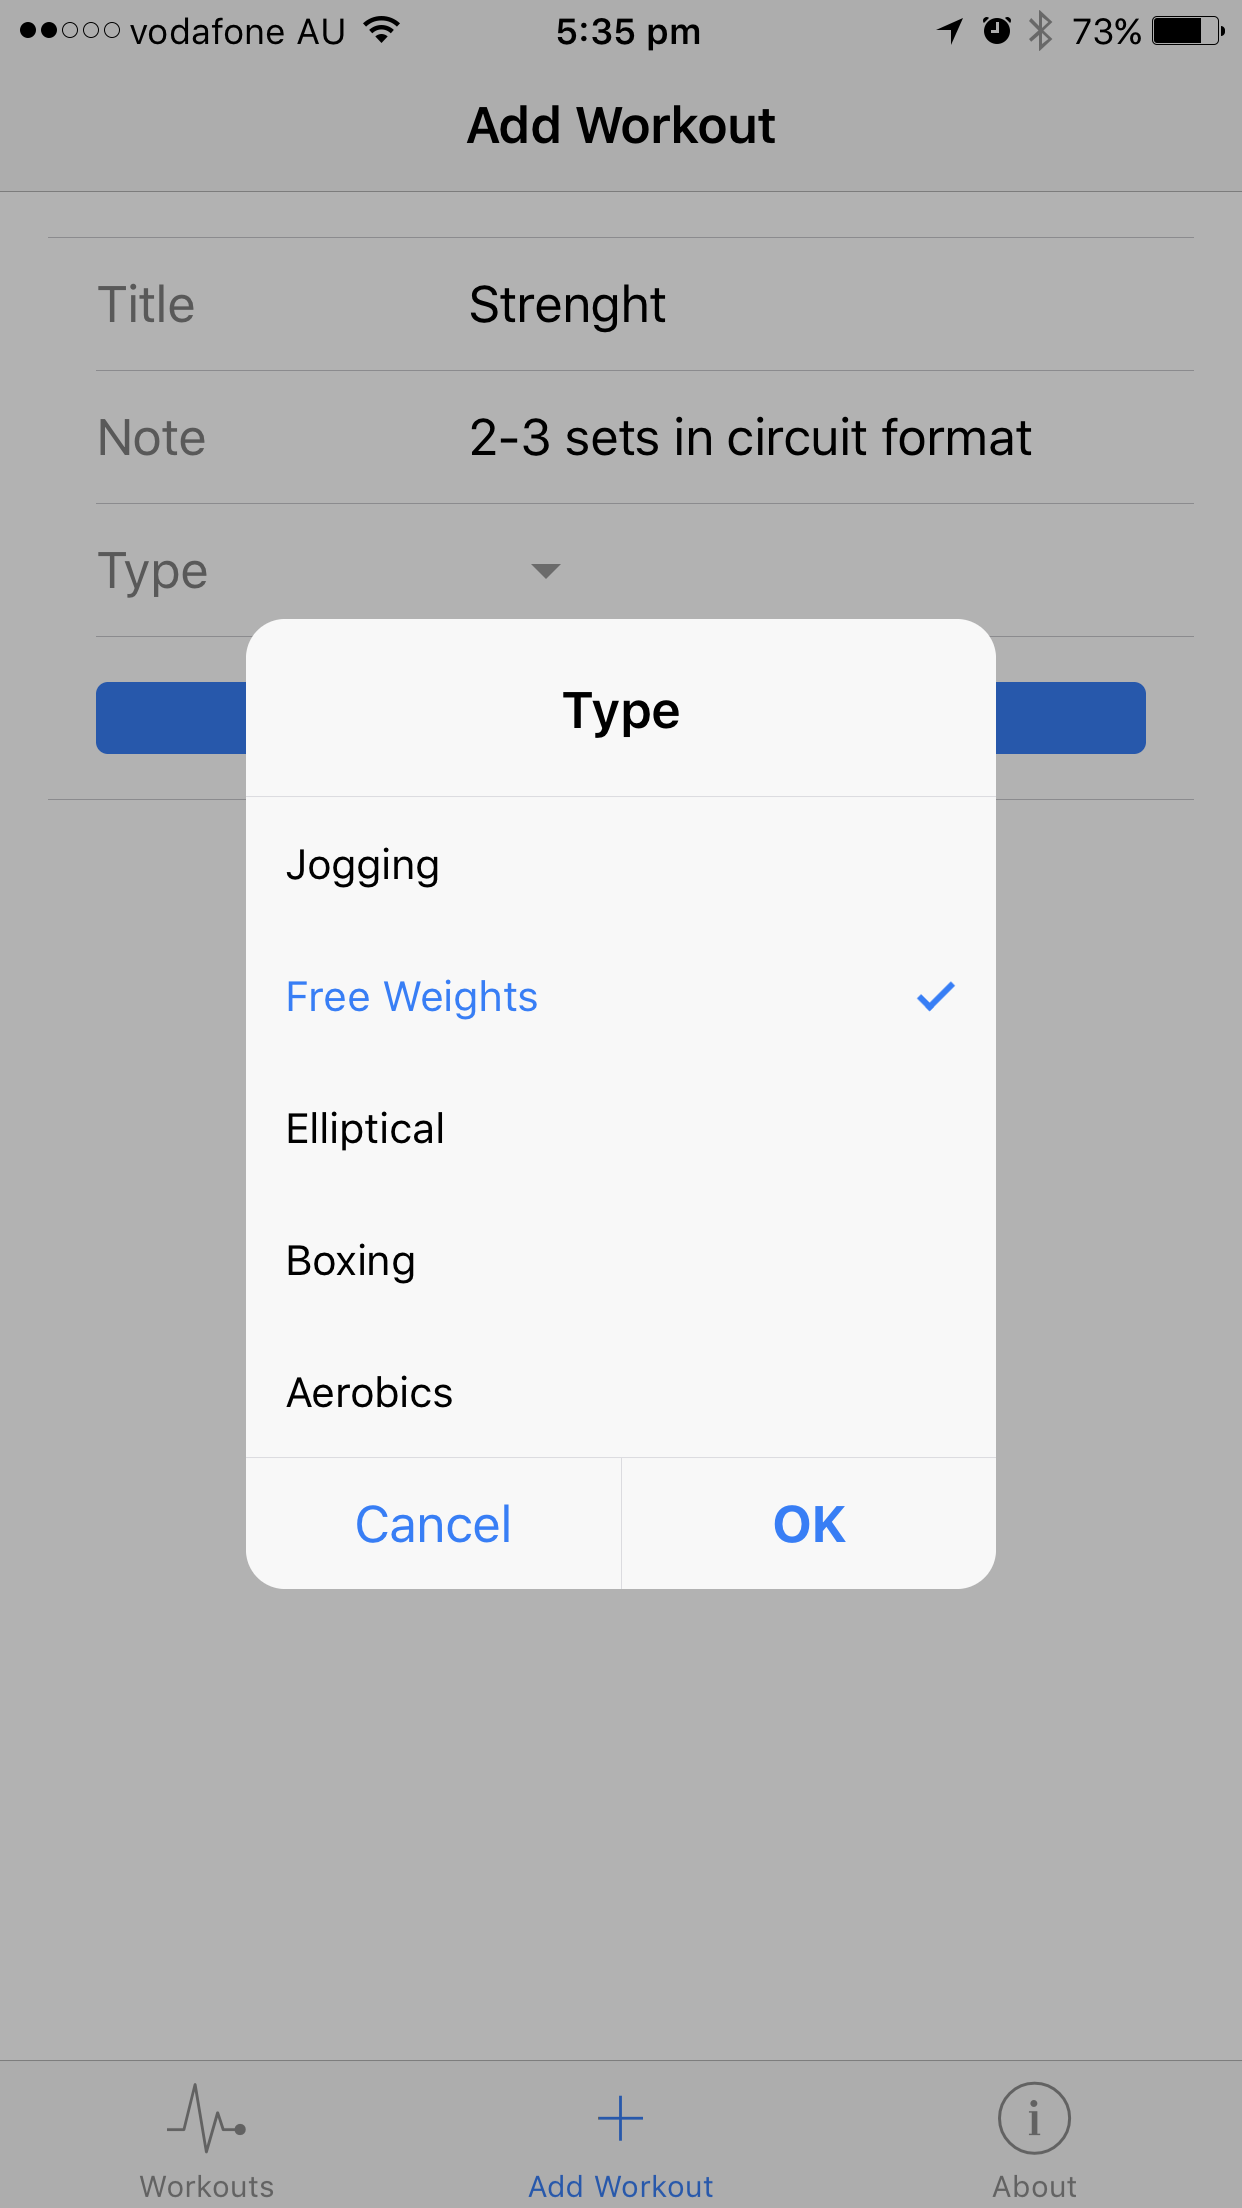 vodafone AU 5:35 pm 73%
Add Workout
Title Strenght
Note 2-3 sets in circuit format
Type
Type
Jogging
Free Weights
Elliptical
Boxing
Aerobics
Cancel OK
Workouts Add Workout About